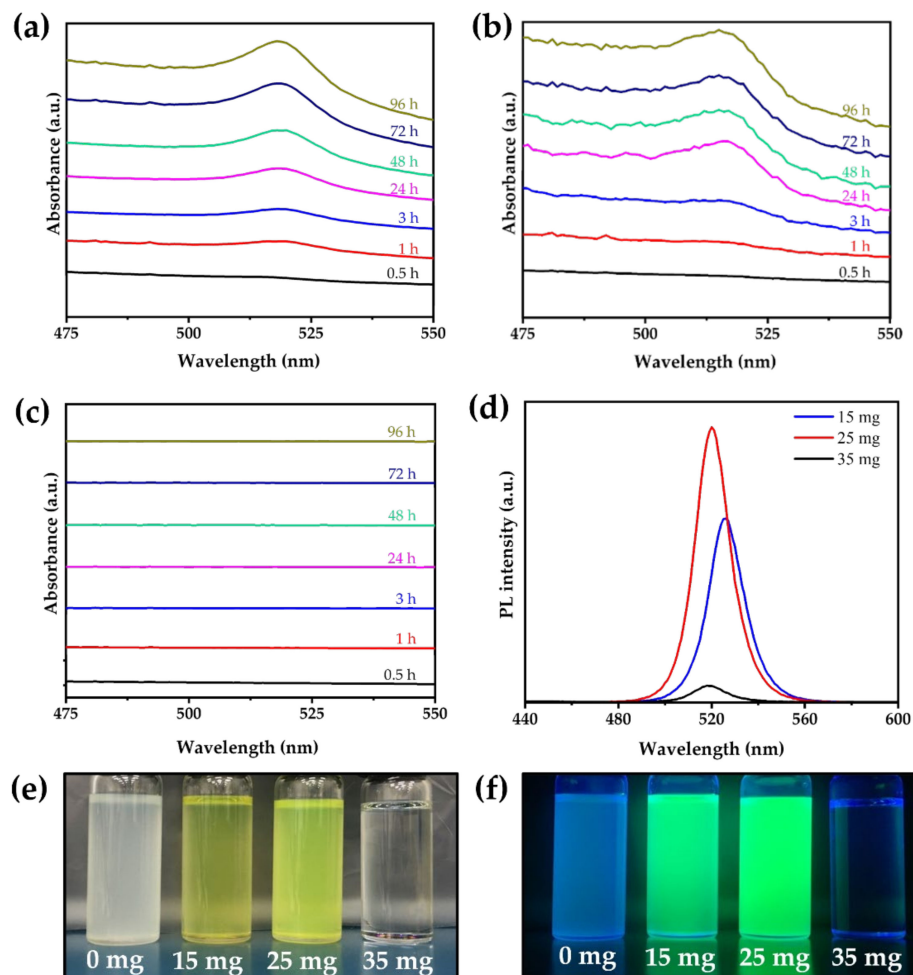 (a)
Absorbance (a.u.)
96 h
72 h
48 h
24 h
3 h
1 h
0.5 h
475 500 525 550
Wavelength (nm)
(b)
Absorbance (a.u.)
96 h
72 h
48 h
24 h
3 h
1 h
0.5 h
475 500 525 550
Wavelength (nm)
(c)
Absorbance (a.u.)
96 h
72 h
48 h
24 h
3 h
1 h
0.5 h
475 500 525 550
Wavelength (nm)
(d)
PL intensity (a.u.)
15 mg
25 mg
35 mg
440 480 520 560 600
Wavelength (nm)
(e)
0 mg 15 mg 25 mg 35 mg
(f)
0 mg 15 mg 25 mg 35 mg